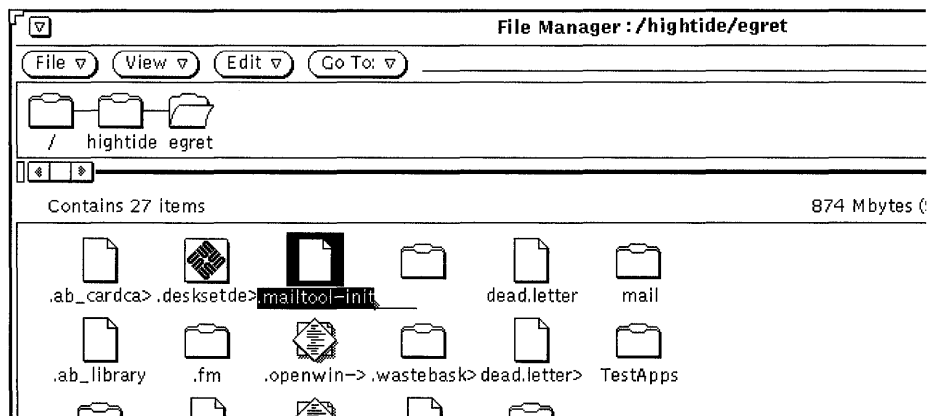 File Manager : /hightide/egret
File View Edit Go To:
/ hightide egret
Contains 27 items 874 Mbytes (
.ab_cardca> .desksetde> .mailtool-init dead.letter mail
.ab_library .fm .openwin-> .wastebask> dead.letter> TestApps